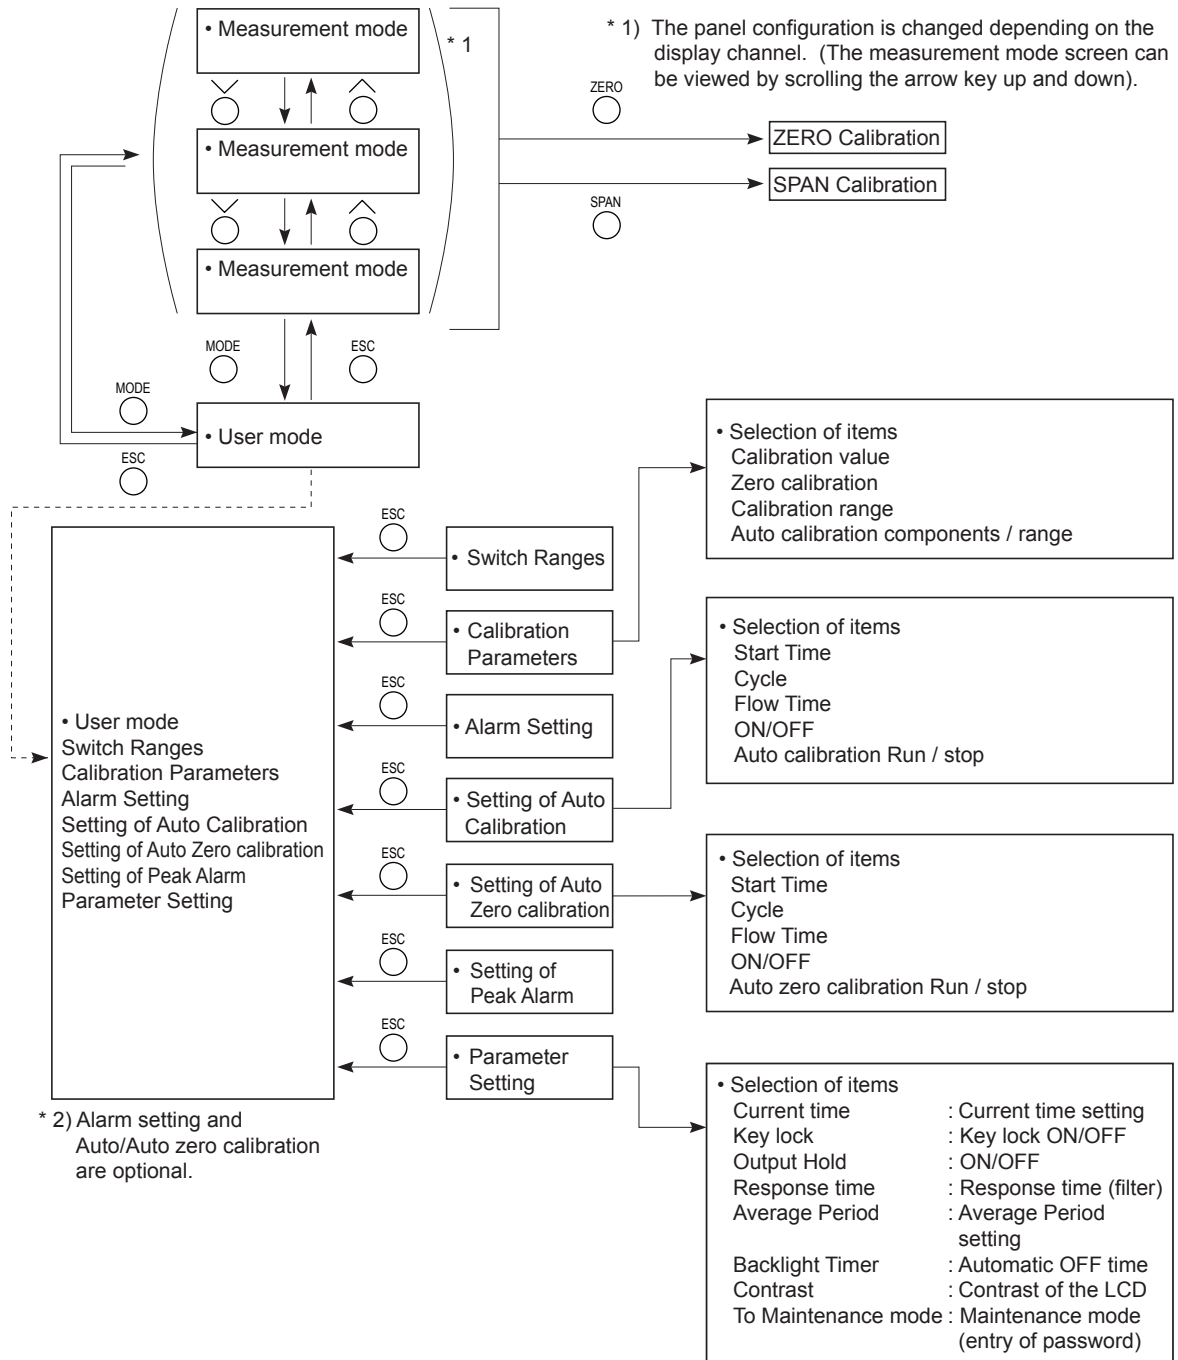 • Measurement mode
* 1
* 1) The panel configuration is changed depending on the
display channel. (The measurement mode screen can
be viewed by scrolling the arrow key up and down).
ZERO
• Measurement mode
ZERO Calibration
SPAN Calibration
SPAN
• Measurement mode
MODE
ESC
MODE
• User mode
ESC
• User mode
Switch Ranges
Calibration Parameters
Alarm Setting
Setting of Auto Calibration
Setting of Auto Zero calibration
Setting of Peak Alarm
Parameter Setting
* 2) Alarm setting and
Auto/Auto zero calibration
are optional.
ESC
• Switch Ranges
ESC
• Calibration
Parameters
ESC
• Alarm Setting
ESC
• Setting of Auto
Calibration
ESC
• Setting of Auto
Zero calibration
ESC
• Setting of
Peak Alarm
ESC
• Parameter
Setting
• Selection of items
Calibration value
Zero calibration
Calibration range
Auto calibration components / range
• Selection of items
Start Time
Cycle
Flow Time
ON/OFF
Auto calibration Run / stop
• Selection of items
Start Time
Cycle
Flow Time
ON/OFF
Auto zero calibration Run / stop
• Selection of items
Current time : Current time setting
Key lock : Key lock ON/OFF
Output Hold : ON/OFF
Response time : Response time (filter)
Average Period : Average Period
setting
Backlight Timer : Automatic OFF time
Contrast : Contrast of the LCD
To Maintenance mode : Maintenance mode
(entry of password)